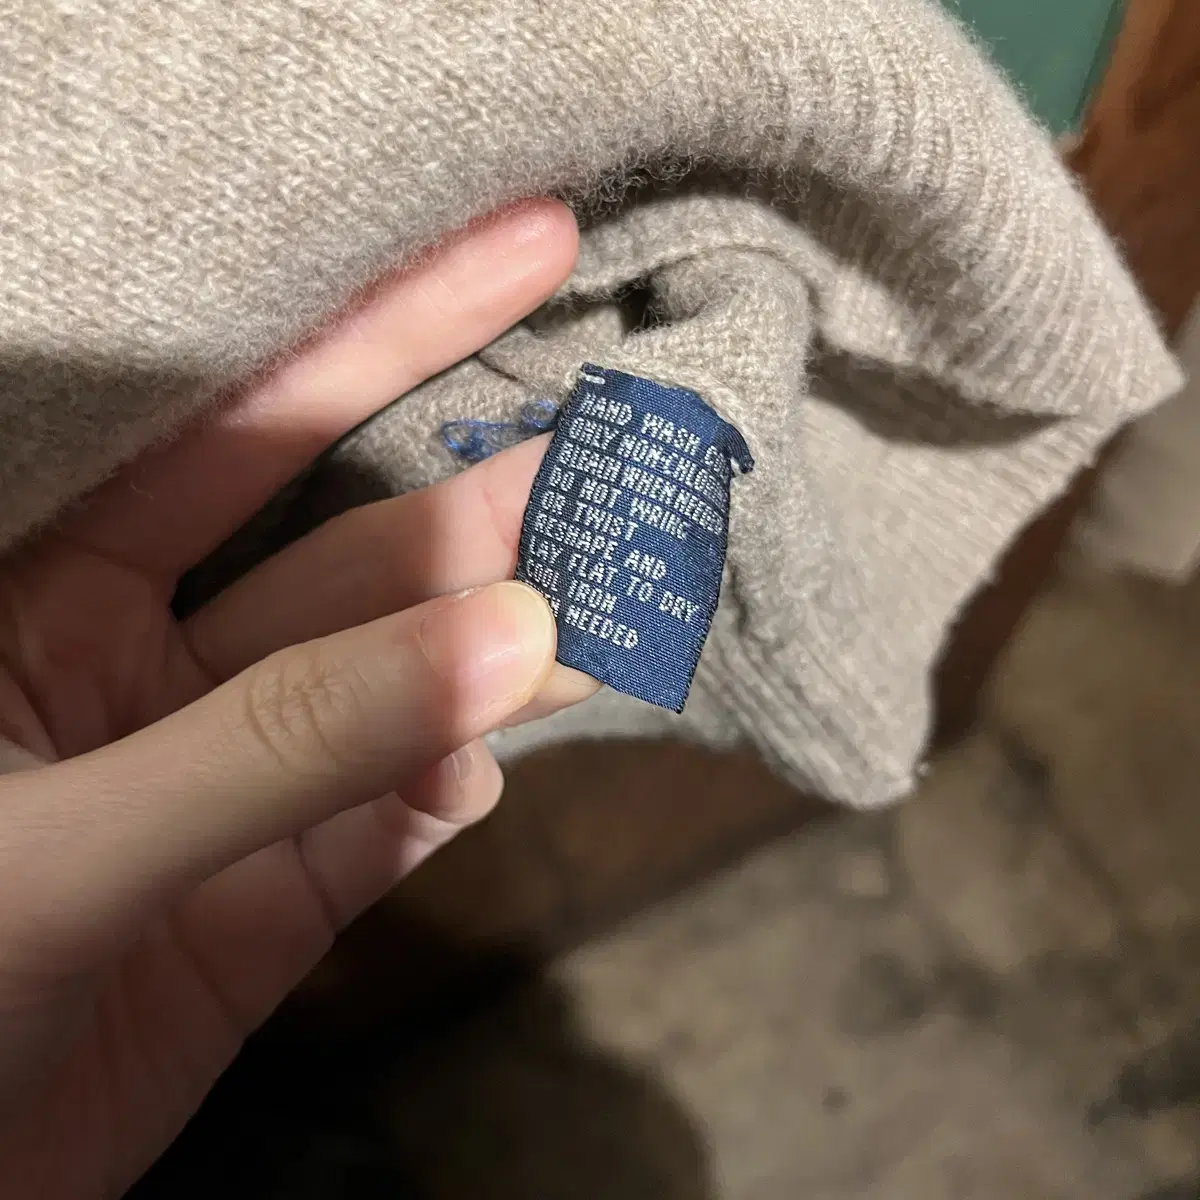 HAND WASH
ONLY NON-CHLOR
BLEACH WHEN NEEDED
DO NOT WRING
OR TWIST
RESHAPE AND
LAY FLAT TO DRY
COOL IRON
NEEDED